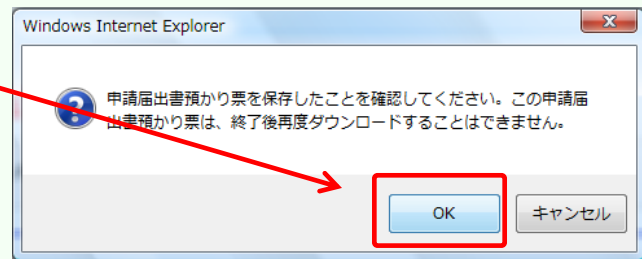 Windows Internet Explorer
申請届出書預かり票を保存したことを確認してください。この申請届
出書預かり票は、終了後再度ダウンロードすることはできません。
OK
キャンセル